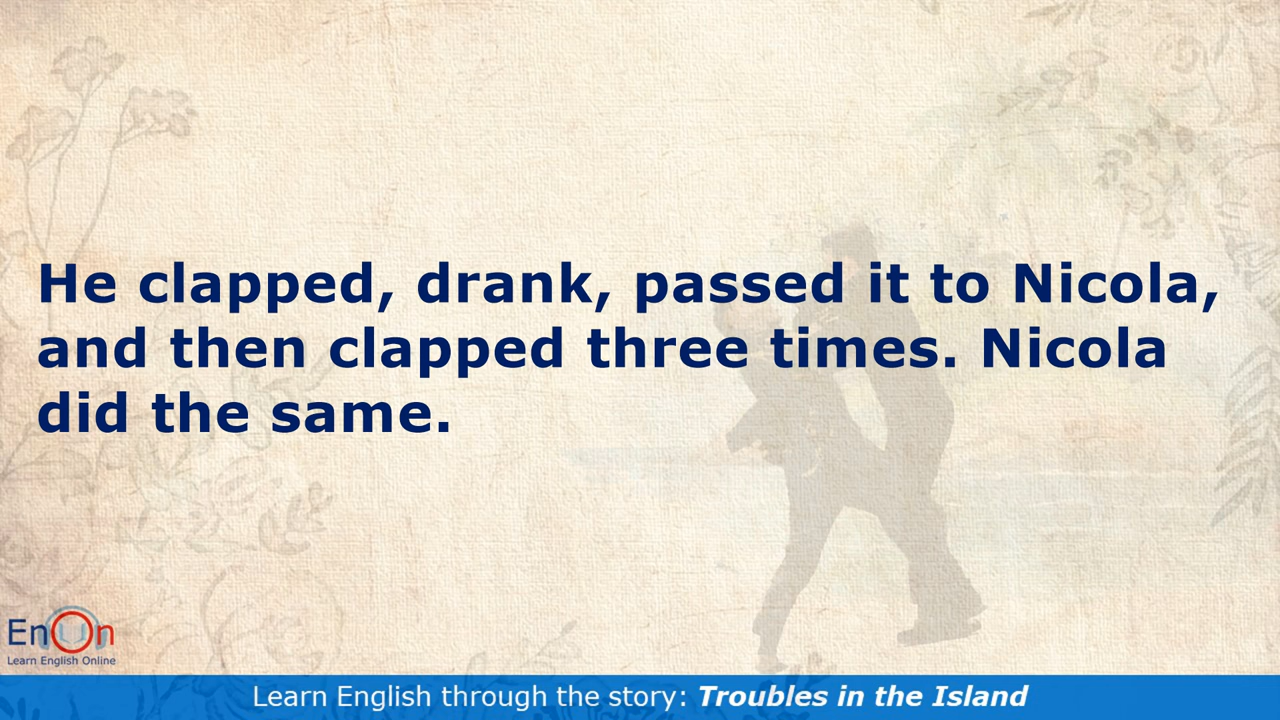 He clapped, drank, passed it to Nicola,
and then clapped three times. Nicola
did the same.
EnOn
Learn English Online
Learn English through the story: Troubles in the Island